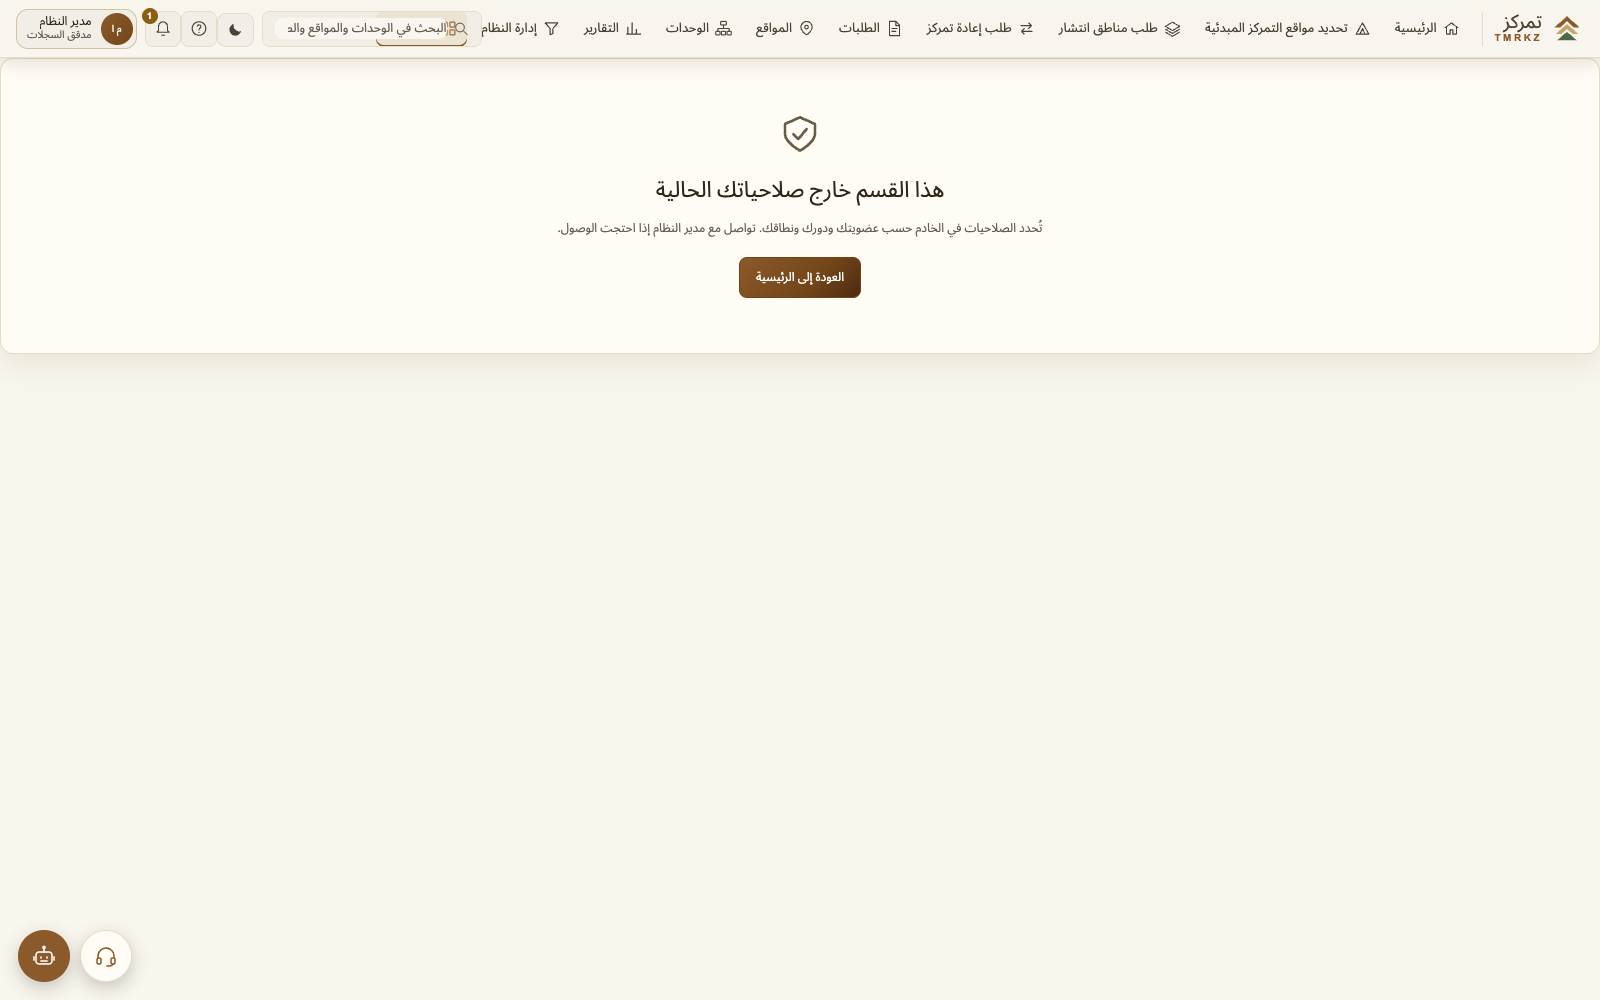 تمركز
TMRKZ
الرئيسية
تحديد مواقع التمركز المبدئية
طلب مناطق انتشار
طلب إعادة تمركز
الطلبات
المواقع
الوحدات
التقارير
إدارة النظام
البحث في الوحدات والمواقع والم
1
م ا
مدير النظام
مدقق السجلات
هذا القسم خارج صلاحياتك الحالية
تُحدد الصلاحيات في الخادم حسب عضويتك ودورك ونطاقك. تواصل مع مدير النظام إذا احتجت الوصول.
العودة إلى الرئيسية